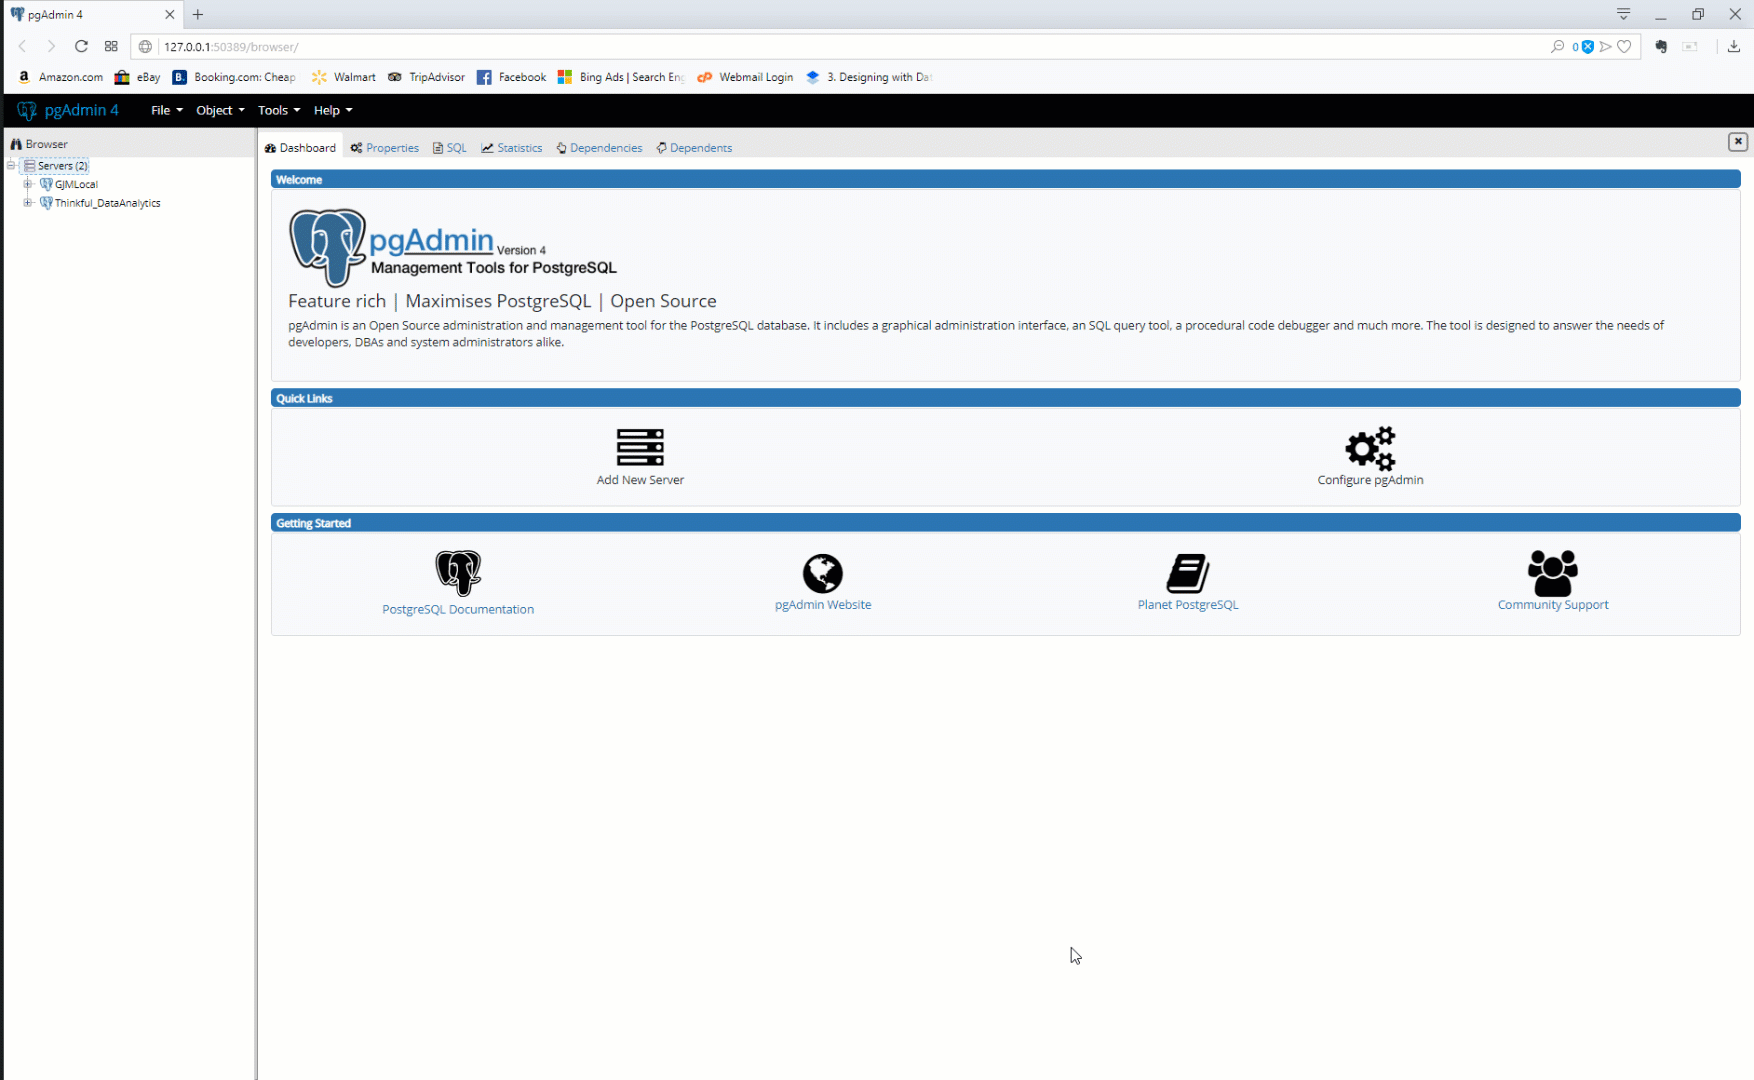 pgAdmin 4
127.0.0.1:50389/browser/
0
Amazon.com eBay Booking.com: Cheap Walmart TripAdvisor Facebook Bing Ads | Search Eng Webmail Login 3. Designing with Dat
pgAdmin 4 File Object Tools Help
Browser
Dashboard Properties SQL Statistics Dependencies Dependents
Servers (2)
GJMLocal
Thinkful_DataAnalytics
Welcome
pgAdmin Version 4
Management Tools for PostgreSQL
Feature rich | Maximises PostgreSQL | Open Source
pgAdmin is an Open Source administration and management tool for the PostgreSQL database. It includes a graphical administration interface, an SQL query tool, a procedural code debugger and much more. The tool is designed to answer the needs of
developers, DBAs and system administrators alike.
Quick Links
Add New Server Configure pgAdmin
Getting Started
PostgreSQL Documentation pgAdmin Website Planet PostgreSQL Community Support